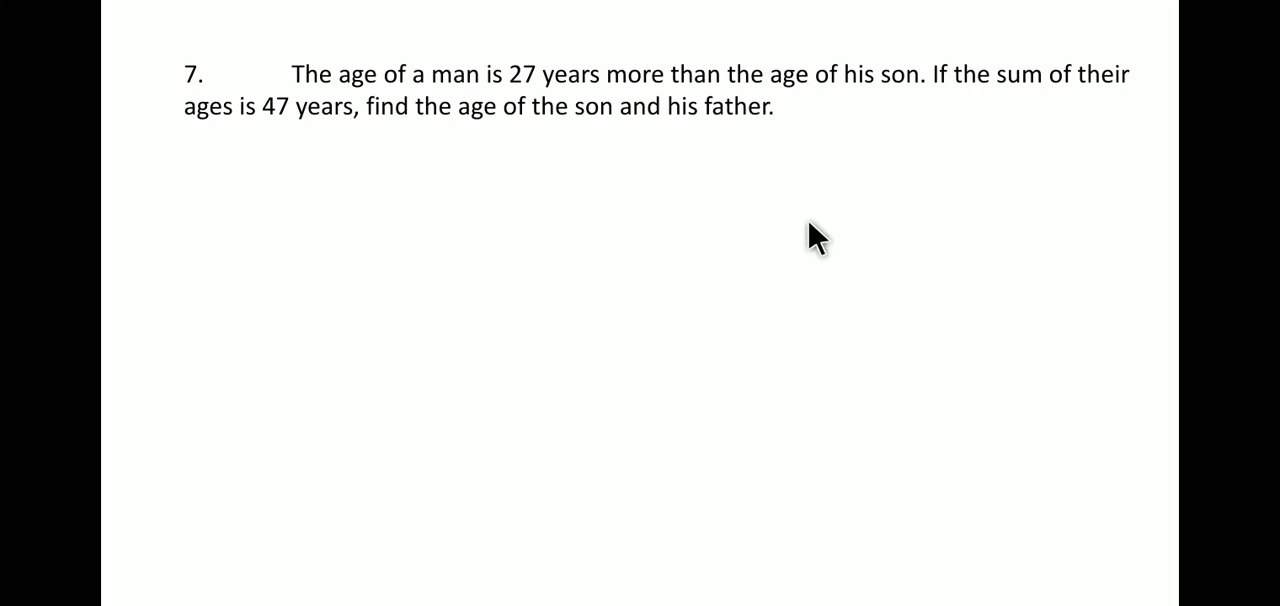 7. The age of a man is 27 years more than the age of his son. If the sum of their
ages is 47 years, find the age of the son and his father.